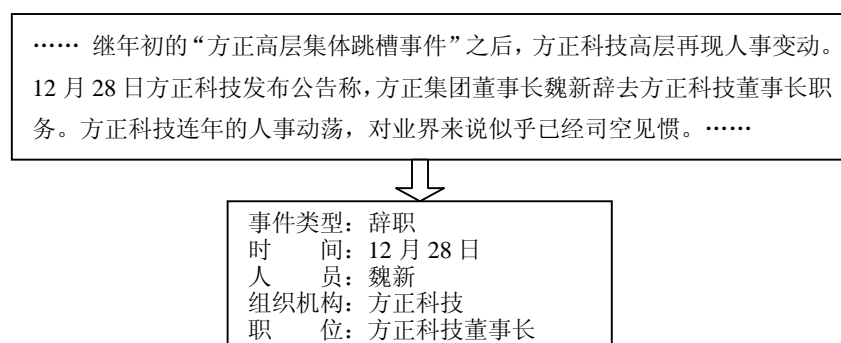 …… 继年初的“方正高层集体跳槽事件”之后，方正科技高层再现人事变动。
12 月 28 日方正科技发布公告称，方正集团董事长魏新辞去方正科技董事长职
务。方正科技连年的人事动荡，对业界来说似乎已经司空见惯。……
事件类型：辞职
时　　间：12 月 28 日
人　　员：魏新
组织机构：方正科技
职　　位：方正科技董事长